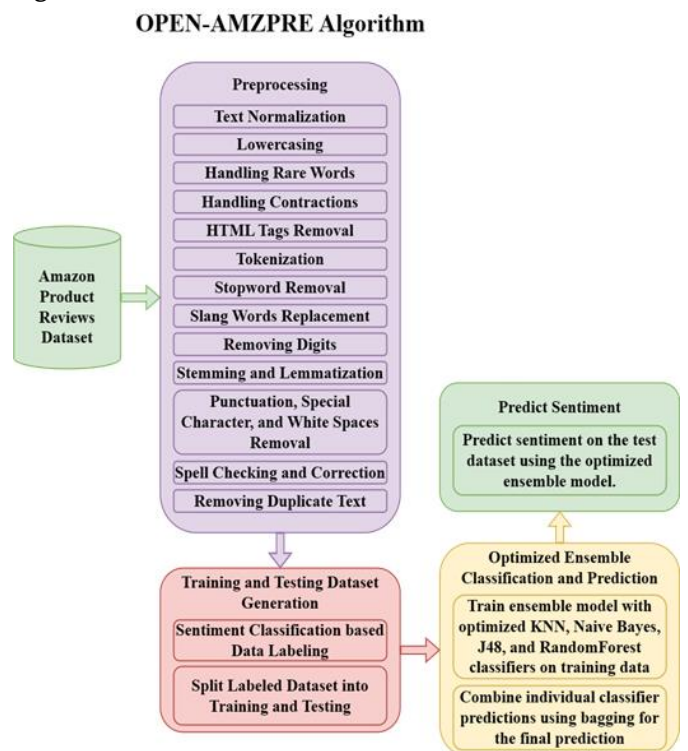 OPEN-AMZPRE Algorithm
Preprocessing
Text Normalization
Lowercasing
Handling Rare Words
Handling Contractions
HTML Tags Removal
Tokenization
Stopword Removal
Slang Words Replacement
Removing Digits
Stemming and Lemmatization
Punctuation, Special
Character, and White Spaces
Removal
Spell Checking and Correction
Removing Duplicate Text
Amazon
Product
Reviews
Dataset
Training and Testing Dataset
Generation
Sentiment Classification based
Data Labeling
Split Labeled Dataset into
Training and Testing
Optimized Ensemble
Classification and Prediction
Train ensemble model with
optimized KNN, Naive Bayes,
J48, and RandomForest
classifiers on training data
Combine individual classifier
predictions using bagging for
the final prediction
Predict Sentiment
Predict sentiment on the test
dataset using the optimized
ensemble model.